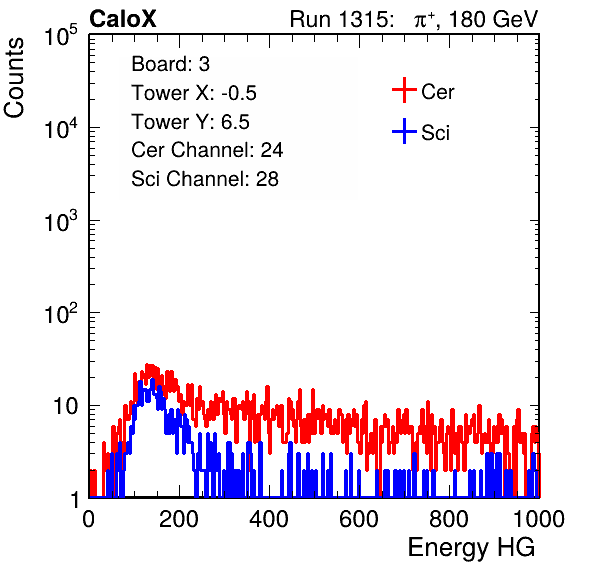 CaloX Run 1315: π⁺, 180 GeV
Counts
10⁵
10⁴
10³
10²
10
1
Board: 3
Tower X: -0.5
Tower Y: 6.5
Cer Channel: 24
Sci Channel: 28
Cer
Sci
0 200 400 600 800 1000
Energy HG